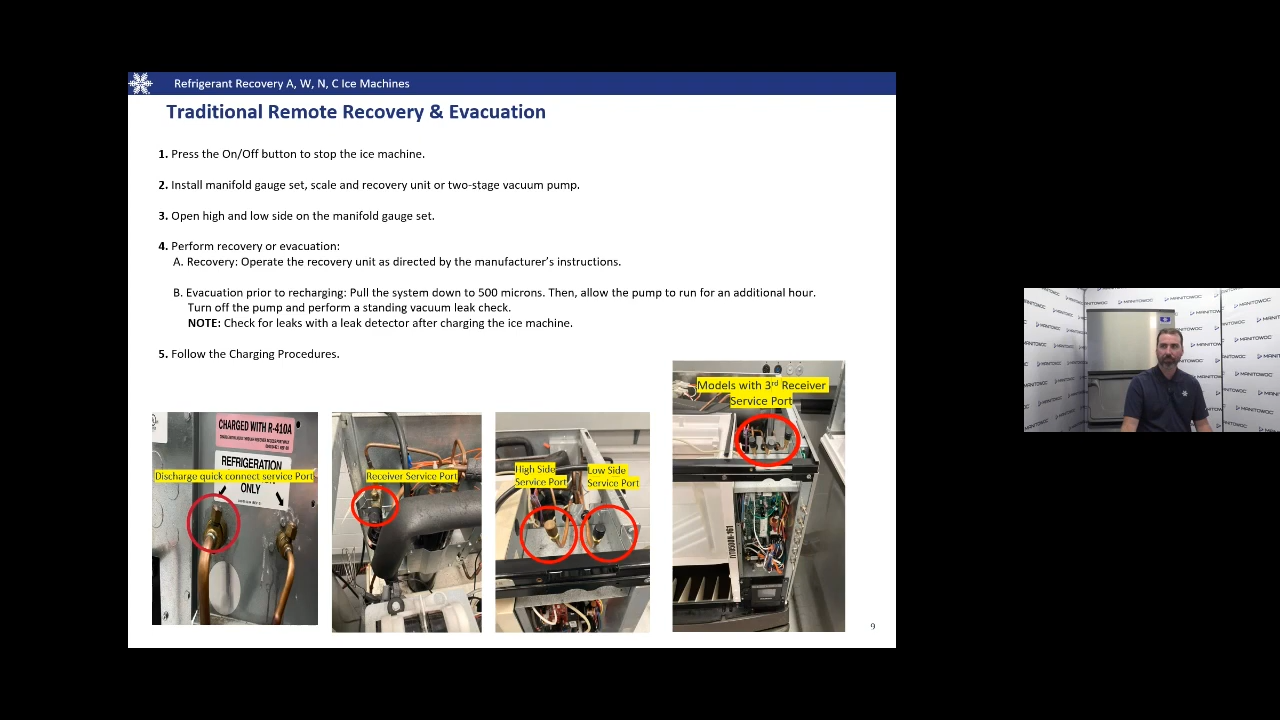 Refrigerant Recovery A, W, N, C Ice Machines
Traditional Remote Recovery & Evacuation
1. Press the On/Off button to stop the ice machine.
2. Install manifold gauge set, scale and recovery unit or two-stage vacuum pump.
3. Open high and low side on the manifold gauge set.
4. Perform recovery or evacuation:
A. Recovery: Operate the recovery unit as directed by the manufacturer’s instructions.
B. Evacuation prior to recharging: Pull the system down to 500 microns. Then, allow the pump to run for an additional hour.
Turn off the pump and perform a standing vacuum leak check.
NOTE: Check for leaks with a leak detector after charging the ice machine.
5. Follow the Charging Procedures.
CHARGED WITH R-410A
REFRIGERATION
ONLY
Discharge quick connect service Port
Receiver Service Port
High Side
Service Port
Low Side
Service Port
Models with 3rd Receiver
Service Port
9
MANITOWOC